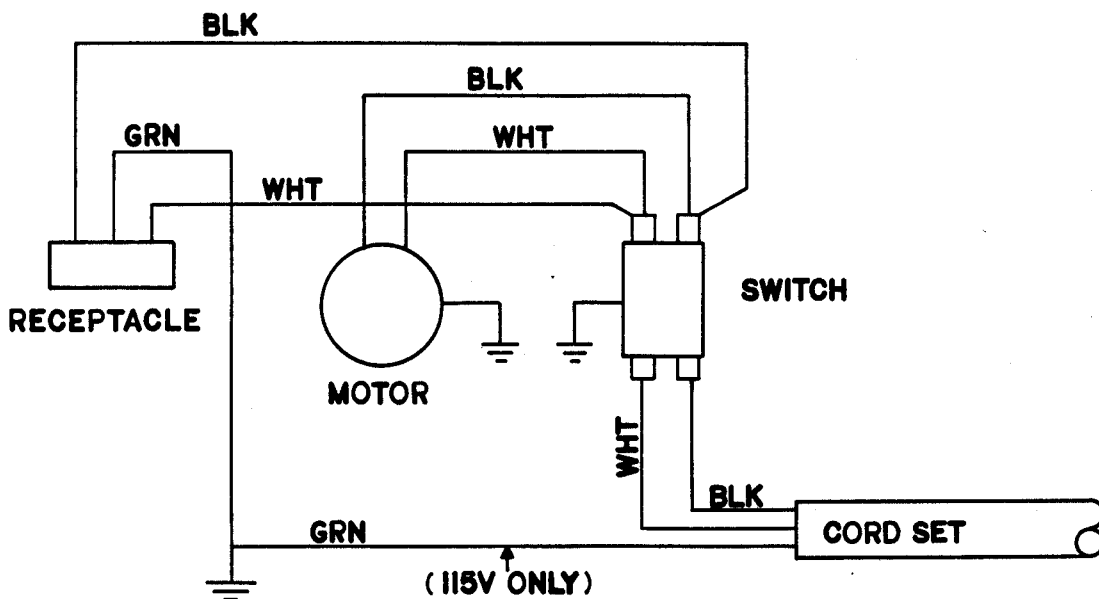 BLK
BLK
GRN
WHT
WHT
SWITCH
RECEPTACLE
MOTOR
WHT
BLK
GRN
CORD SET
(115V ONLY)